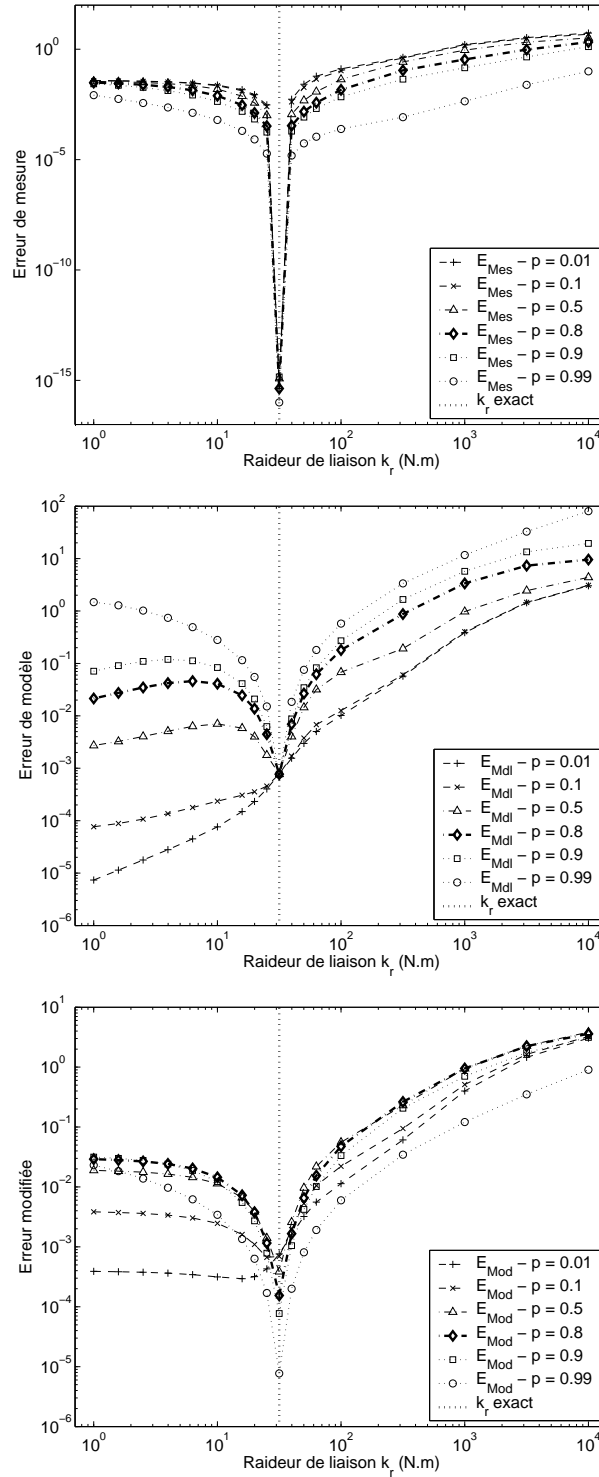 10^0
10^-5
10^-10
10^-15
Erreur de mesure
E_Mes − p = 0.01
E_Mes − p = 0.1
E_Mes − p = 0.5
E_Mes − p = 0.8
E_Mes − p = 0.9
E_Mes − p = 0.99
k_r exact
10^0 10^1 10^2 10^3 10^4
Raideur de liaison k_r (N.m)
10^2
10^1
10^0
10^-1
10^-2
10^-3
10^-4
10^-5
10^-6
Erreur de modèle
E_Mdl − p = 0.01
E_Mdl − p = 0.1
E_Mdl − p = 0.5
E_Mdl − p = 0.8
E_Mdl − p = 0.9
E_Mdl − p = 0.99
k_r exact
10^0 10^1 10^2 10^3 10^4
Raideur de liaison k_r (N.m)
10^1
10^0
10^-1
10^-2
10^-3
10^-4
10^-5
10^-6
Erreur modifiée
E_Mod − p = 0.01
E_Mod − p = 0.1
E_Mod − p = 0.5
E_Mod − p = 0.8
E_Mod − p = 0.9
E_Mod − p = 0.99
k_r exact
10^0 10^1 10^2 10^3 10^4
Raideur de liaison k_r (N.m)